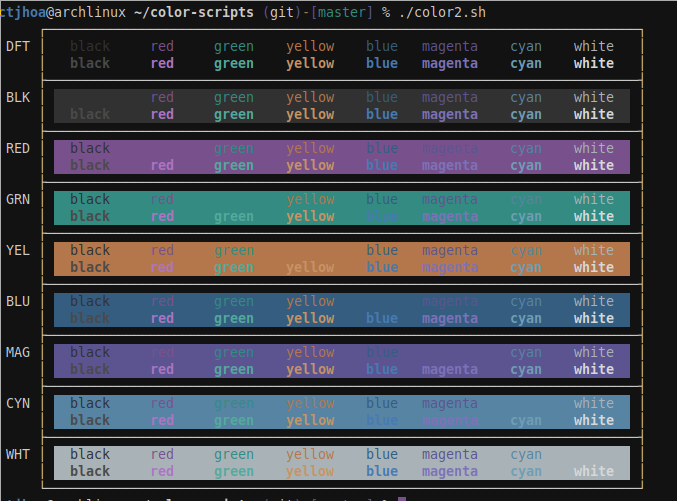 ctjhoa@archlinux ~/color-scripts (git)-[master] % ./color2.sh
DFT black red green yellow blue magenta cyan white
black red green yellow blue magenta cyan white
BLK red green yellow blue magenta cyan white
black red green yellow blue magenta cyan white
RED black green yellow blue magenta cyan white
black red green yellow blue magenta cyan white
GRN black red yellow blue magenta cyan white
black red green yellow blue magenta cyan white
YEL black red green blue magenta cyan white
black red green yellow blue magenta cyan white
BLU black red green yellow magenta cyan white
black red green yellow blue magenta cyan white
MAG black red green yellow blue cyan white
black red green yellow blue magenta cyan white
CYN black red green yellow blue magenta white
black red green yellow blue magenta cyan white
WHT black red green yellow blue magenta cyan
black red green yellow blue magenta cyan white